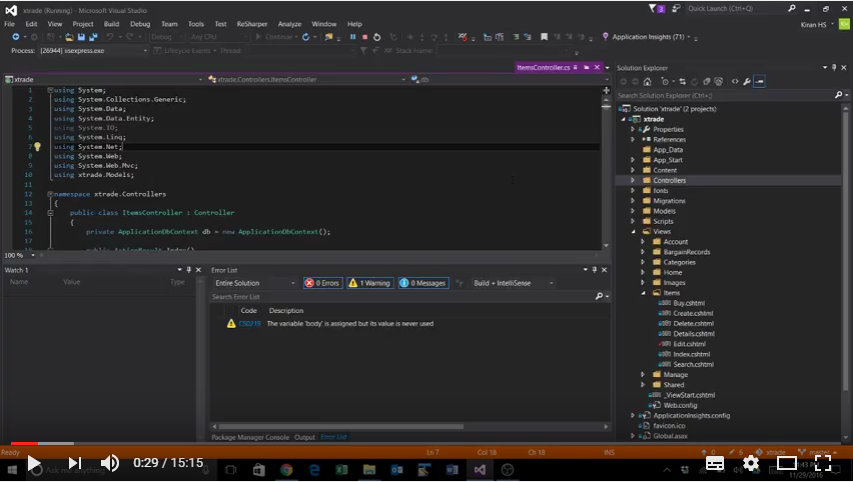 xtrade (Running) - Microsoft Visual Studio
3
Quick Launch (Ctrl+Q)
File Edit View Project Build Debug Team Tools Test ReSharper Analyze Window Help
Kiran HS
Debug Any CPU Continue Application Insights (71)
Process: [26944] iisexpress.exe Lifecycle Events Thread: Stack Frame:
ItemsController.cs
xtrade xtrade.Controllers.ItemsController db
1 using System;
2 using System.Collections.Generic;
3 using System.Data;
4 using System.Data.Entity;
5 using System.IO;
6 using System.Linq;
7 using System.Net;
8 using System.Web;
9 using System.Web.Mvc;
10 using xtrade.Models;
11
12 namespace xtrade.Controllers
13 {
14 public class ItemsController : Controller
15 {
16 private ApplicationDbContext db = new ApplicationDbContext();
17
18 public ActionResult Index()
100 %
Solution Explorer
Search Solution Explorer (Ctrl+;)
Solution 'xtrade' (2 projects)
xtrade
Properties
References
App_Data
App_Start
Content
Controllers
fonts
Migrations
Models
Scripts
Views
Account
BargainRecords
Categories
Home
Images
Items
Buy.cshtml
Create.cshtml
Delete.cshtml
Details.cshtml
Edit.cshtml
Index.cshtml
Search.cshtml
Manage
Shared
_ViewStart.cshtml
Web.config
ApplicationInsights.config
favicon.ico
Global.asax
Watch 1
Name Value Type
Error List
Entire Solution 0 Errors 1 Warning 0 Messages Build + IntelliSense
Search Error List
Code Description
CS0219 The variable 'body' is assigned but its value is never used
Package Manager Console Output Error List
Ready Ln 7 Col 18 Ch 18 INS 0 6 xtrade master
0:29 / 15:15
Ask me anything
11/29/2016